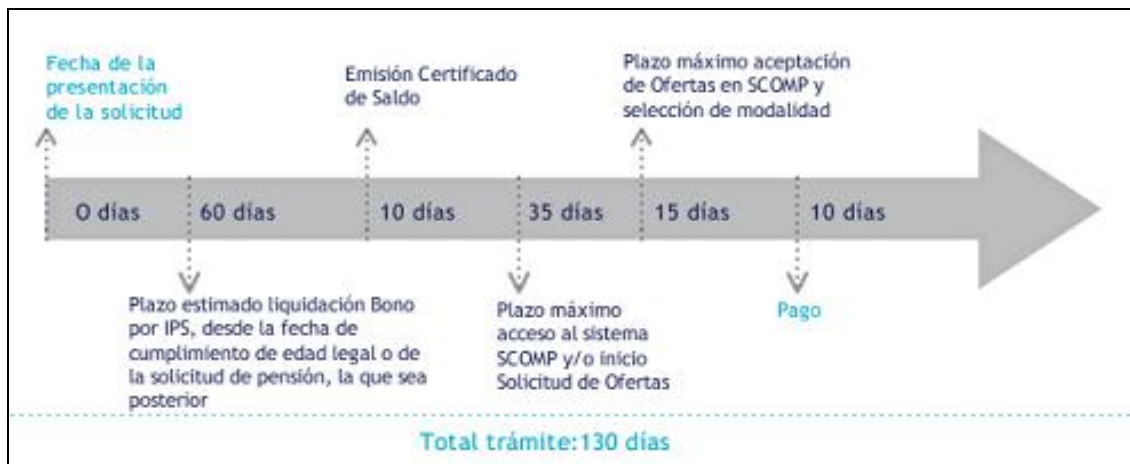 Fecha de la
presentación
de la solicitud
Emisión Certificado
de Saldo
Plazo máximo aceptación
de Ofertas en SCOMP y
selección de modalidad
0 días
60 días
10 días
35 días
15 días
10 días
Plazo estimado liquidación Bono
por IPS, desde la fecha de
cumplimiento de edad legal o de
la solicitud de pensión, la que sea
posterior
Plazo máximo
acceso al sistema
SCOMP y/o inicio
Solicitud de Ofertas
Pago
Total trámite:130 días